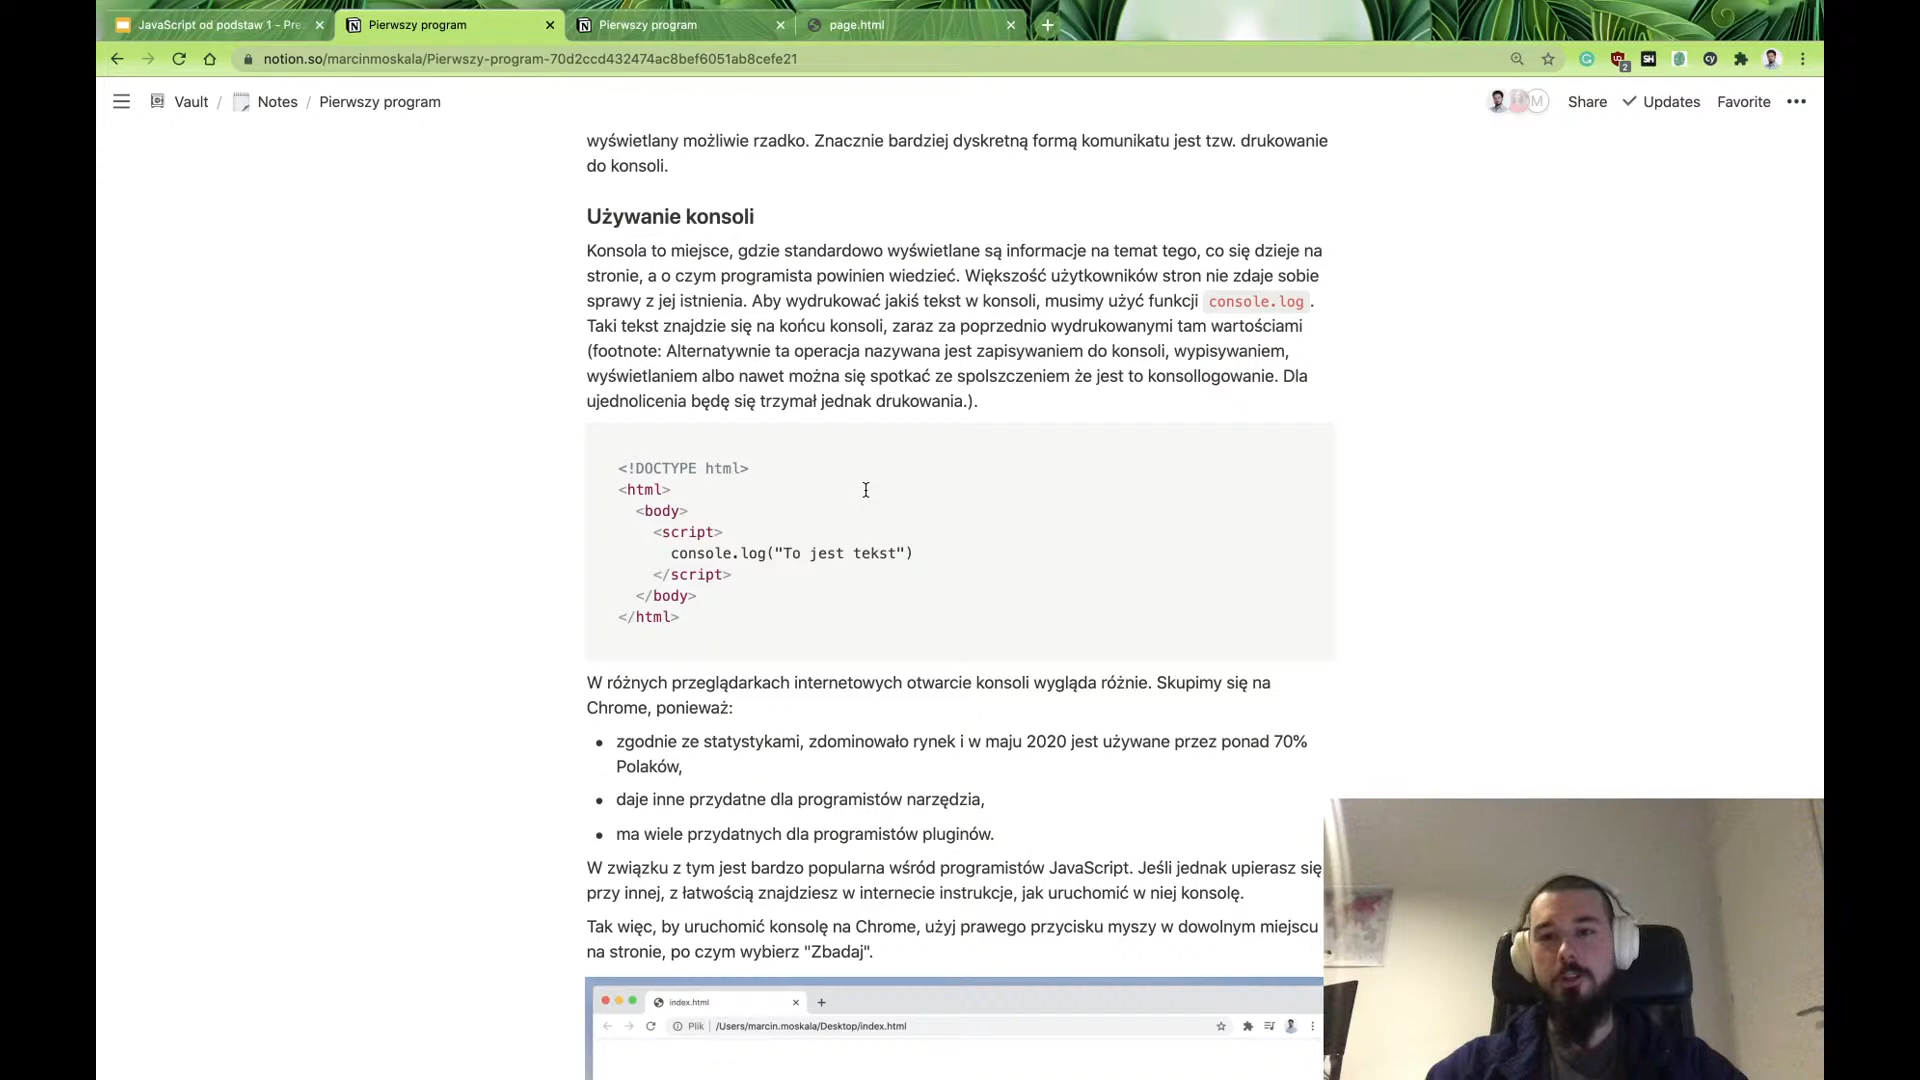 JavaScript od podstaw 1 - Prez
Pierwszy program
Pierwszy program
page.html
notion.so/marcinmoskala/Pierwszy-program-70d2ccd432474ac8bef6051ab8cefe21
Vault / Notes / Pierwszy program
M Share Updates Favorite
wyświetlany możliwie rzadko. Znacznie bardziej dyskretną formą komunikatu jest tzw. drukowanie
do konsoli.
Używanie konsoli
Konsola to miejsce, gdzie standardowo wyświetlane są informacje na temat tego, co się dzieje na
stronie, a o czym programista powinien wiedzieć. Większość użytkowników stron nie zdaje sobie
sprawy z jej istnienia. Aby wydrukować jakiś tekst w konsoli, musimy użyć funkcji console.log.
Taki tekst znajdzie się na końcu konsoli, zaraz za poprzednio wydrukowanymi tam wartościami
(footnote: Alternatywnie ta operacja nazywana jest zapisywaniem do konsoli, wypisywaniem,
wyświetlaniem albo nawet można się spotkać ze spolszczeniem że jest to konsollogowanie. Dla
ujednolicenia będę się trzymał jednak drukowania.).
<!DOCTYPE html>
<html>
<body>
<script>
console.log("To jest tekst")
</script>
</body>
</html>
W różnych przeglądarkach internetowych otwarcie konsoli wygląda różnie. Skupimy się na
Chrome, ponieważ:
• zgodnie ze statystykami, zdominowało rynek i w maju 2020 jest używane przez ponad 70%
Polaków,
• daje inne przydatne dla programistów narzędzia,
• ma wiele przydatnych dla programistów pluginów.
W związku z tym jest bardzo popularna wśród programistów JavaScript. Jeśli jednak upierasz się
przy innej, z łatwością znajdziesz w internecie instrukcje, jak uruchomić w niej konsolę.
Tak więc, by uruchomić konsolę na Chrome, użyj prawego przycisku myszy w dowolnym miejscu
na stronie, po czym wybierz "Zbadaj".
index.html
Plik | /Users/marcin.moskala/Desktop/index.html